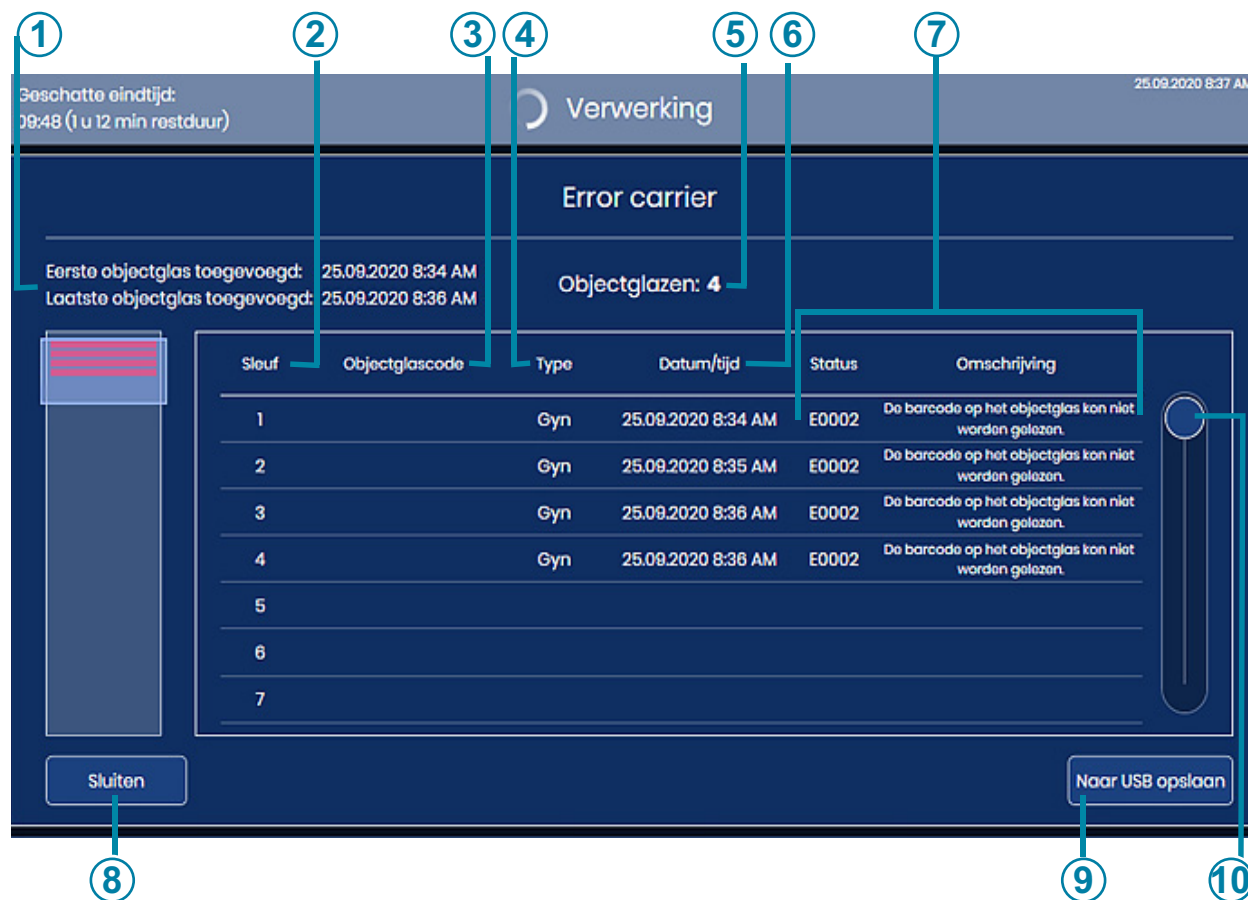 1 2 3 4 5 6 7
Geschatte eindtijd:
09:48 (1 u 12 min restduur)
Verwerking
25.09.2020 8:37 AM
Error carrier
Eerste objectglas toegevoegd: 25.09.2020 8:34 AM
Laatste objectglas toegevoegd: 25.09.2020 8:36 AM
Objectglazen: 4
Sleuf Objectglascode Type Datum/tijd Status Omschrijving
1 Gyn 25.09.2020 8:34 AM E0002 De barcode op het objectglas kon niet
worden gelezen.
2 Gyn 25.09.2020 8:35 AM E0002 De barcode op het objectglas kon niet
worden gelezen.
3 Gyn 25.09.2020 8:36 AM E0002 De barcode op het objectglas kon niet
worden gelezen.
4 Gyn 25.09.2020 8:36 AM E0002 De barcode op het objectglas kon niet
worden gelezen.
5
6
7
Sluiten
Naar USB opslaan
8 9 10